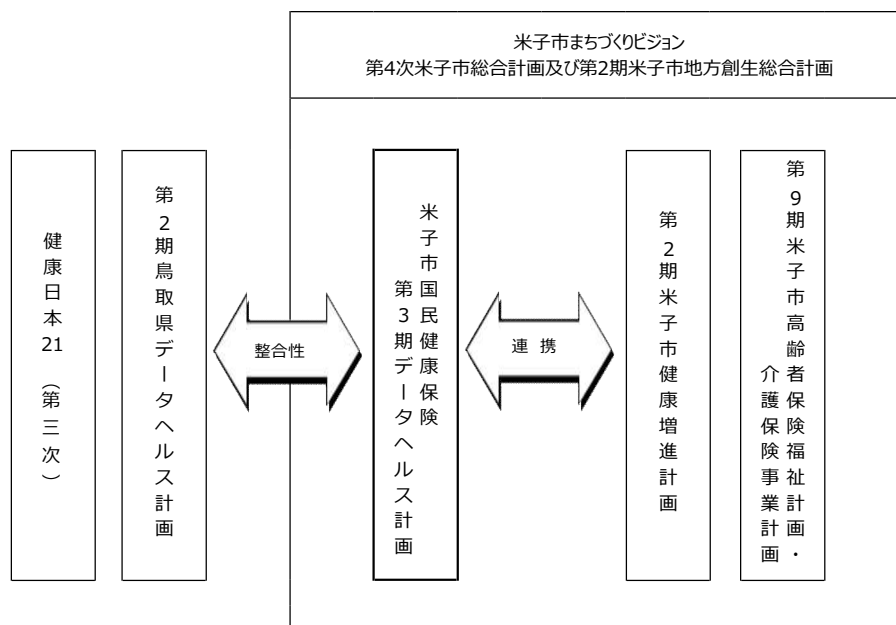 米子市まちづくりビジョン
第4次米子市総合計画及び第2期米子市地方創生総合計画
健康日本21（第三次）
第2期鳥取県データヘルス計画
整合性
米子市国民健康保険
第3期データヘルス計画
連 携
第2期米子市健康増進計画
第9期米子市高齢者保険福祉計画・
介護保険事業計画